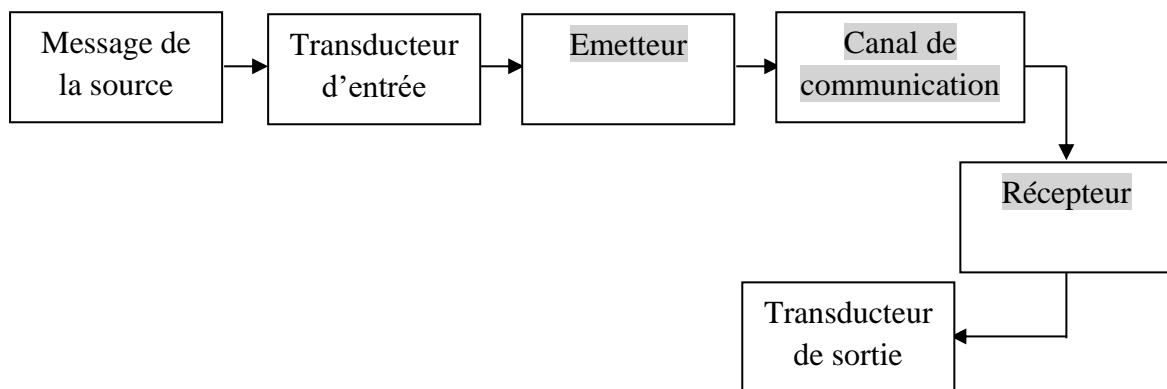 Message de
la source
Transducteur
d’entrée
Emetteur
Canal de
communication
Récepteur
Transducteur
de sortie